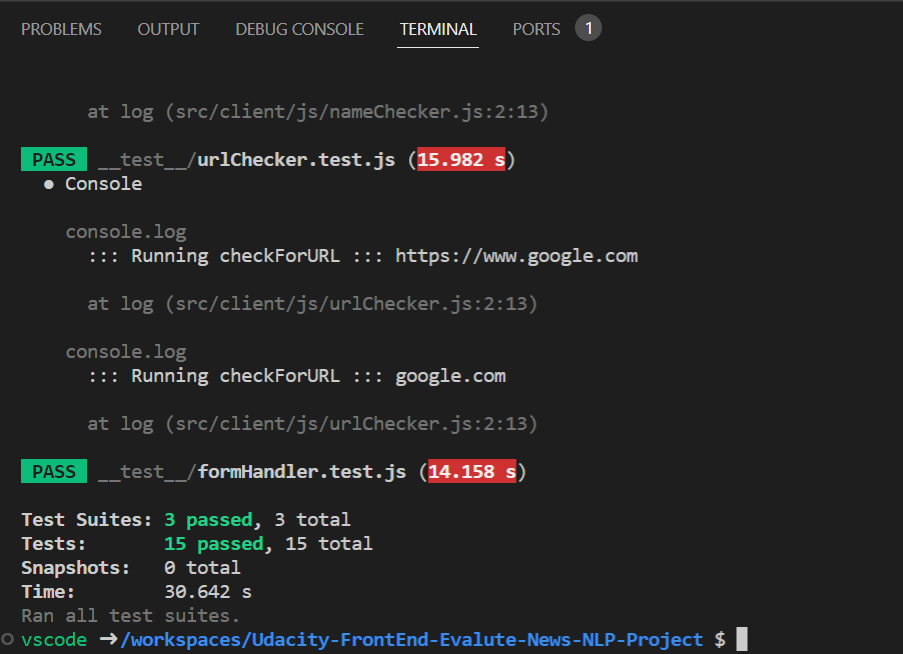 PROBLEMS OUTPUT DEBUG CONSOLE TERMINAL PORTS 1
at log (src/client/js/nameChecker.js:2:13)
PASS __test__/urlChecker.test.js (15.982 s)
● Console
console.log
::: Running checkForURL ::: https://www.google.com
at log (src/client/js/urlChecker.js:2:13)
console.log
::: Running checkForURL ::: google.com
at log (src/client/js/urlChecker.js:2:13)
PASS __test__/formHandler.test.js (14.158 s)
Test Suites: 3 passed, 3 total
Tests: 15 passed, 15 total
Snapshots: 0 total
Time: 30.642 s
Ran all test suites.
vscode ➜ /workspaces/Udacity-FrontEnd-Evalute-News-NLP-Project $